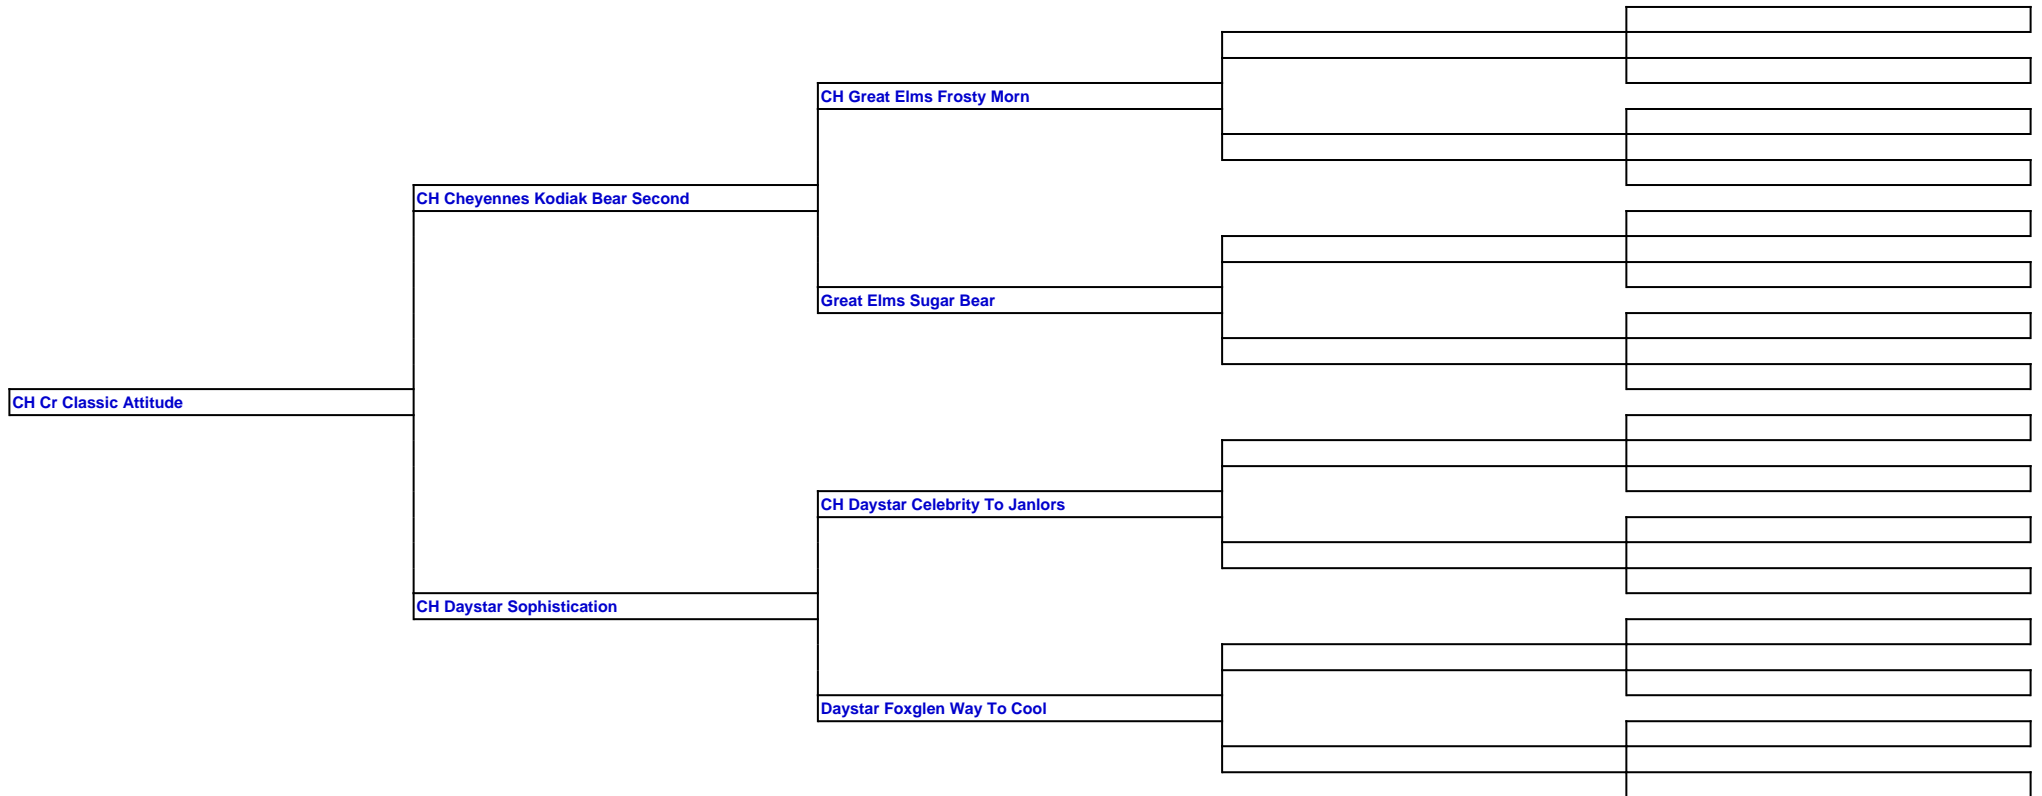 CH Great Elms Frosty Morn
CH Cheyennes Kodiak Bear Second
Great Elms Sugar Bear
CH Cr Classic Attitude
CH Daystar Celebrity To Janlors
CH Daystar Sophistication
Daystar Foxglen Way To Cool